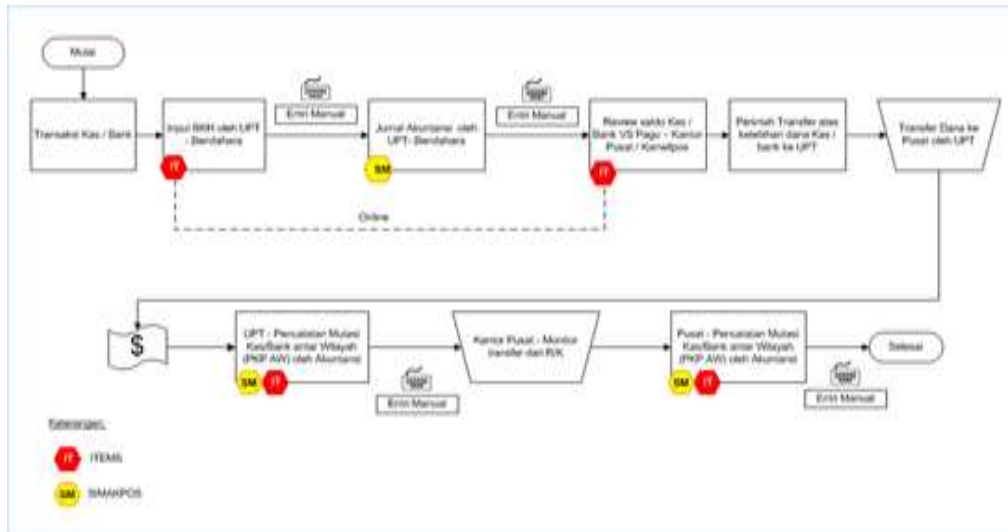 Mulai
Transaksi Kas / Bank
Input BKH oleh UPT
- Bendahara
IT
Entri Manual
Jurnal Akuntansi oleh
UPT- Bendahara
SM
Entri Manual
Review saldo Kas /
Bank VS Pagu - Kantor
Pusat / Kanwilpos
IT
Perintah Transfer atas
kelebihan dana Kas /
bank ke UPT
Transfer Dana ke
Pusat oleh UPT
Online
$
UPT - Pencatatan Mutasi
Kas/Bank antar Wilayah
(PKP AW) oleh Akuntansi
SM
IT
Entri Manual
Kantor Pusat - Monitor
transfer dari R/K
Pusat - Pencatatan Mutasi
Kas/Bank antar Wilayah
(PKP AW) oleh Akuntansi
SM
IT
Entri Manual
Selesai
Keterangan:
IT
ITEMS
SM
SIMAKPOS